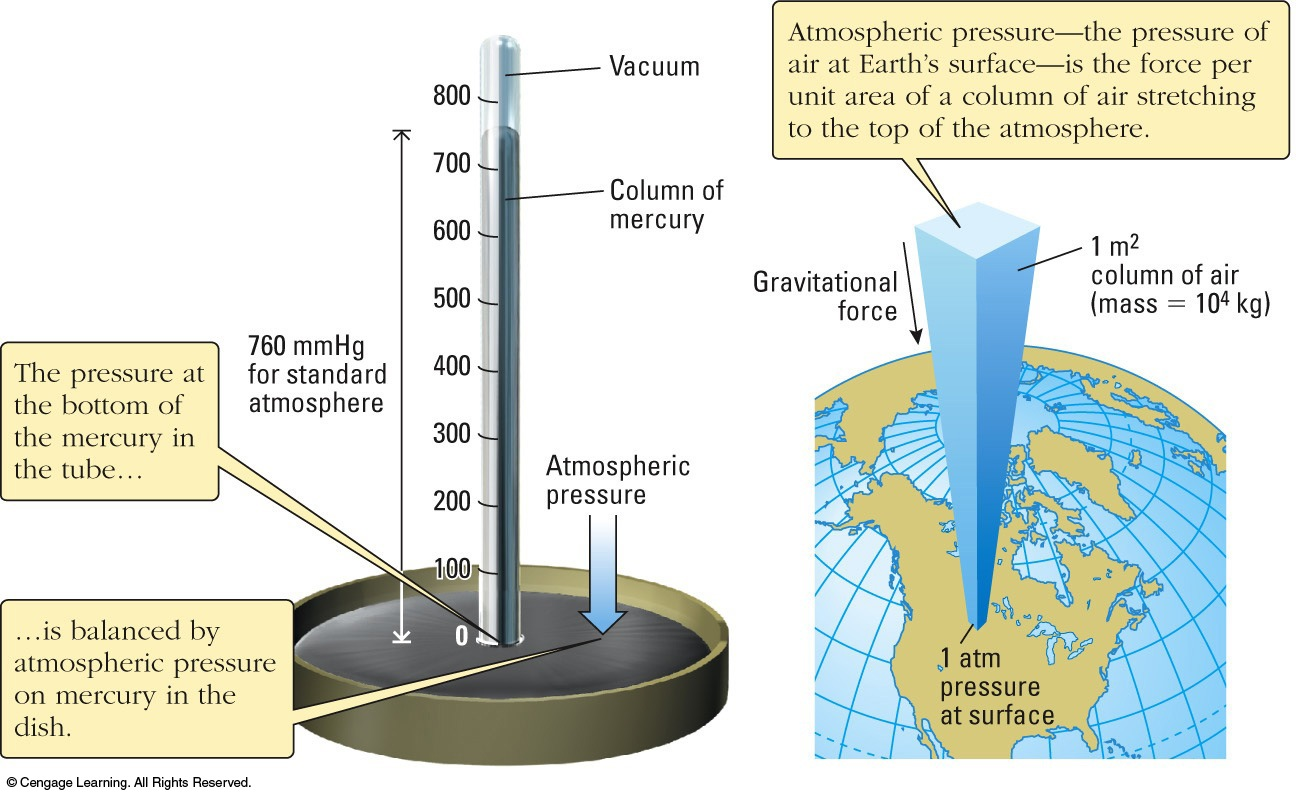 Vacuum
800
700
600
500
400
300
200
100
0
Column of
mercury
760 mmHg
for standard
atmosphere
The pressure at
the bottom of
the mercury in
the tube…
Atmospheric
pressure
…is balanced by
atmospheric pressure
on mercury in the
dish.
© Cengage Learning. All Rights Reserved.
Atmospheric pressure—the pressure of
air at Earth's surface—is the force per
unit area of a column of air stretching
to the top of the atmosphere.
Gravitational
force
1 m²
column of air
(mass = 10⁴ kg)
1 atm
pressure
at surface